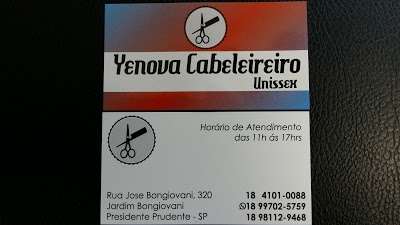 Yenova Cabeleireiro
Unissex
Horário de Atendimento
das 11h ás 17hrs
Rua Jose Bongiovani, 320
Jardim Bongiovani
Presidente Prudente - SP
18 4101-0088
18 99702-5759
18 98112-9468